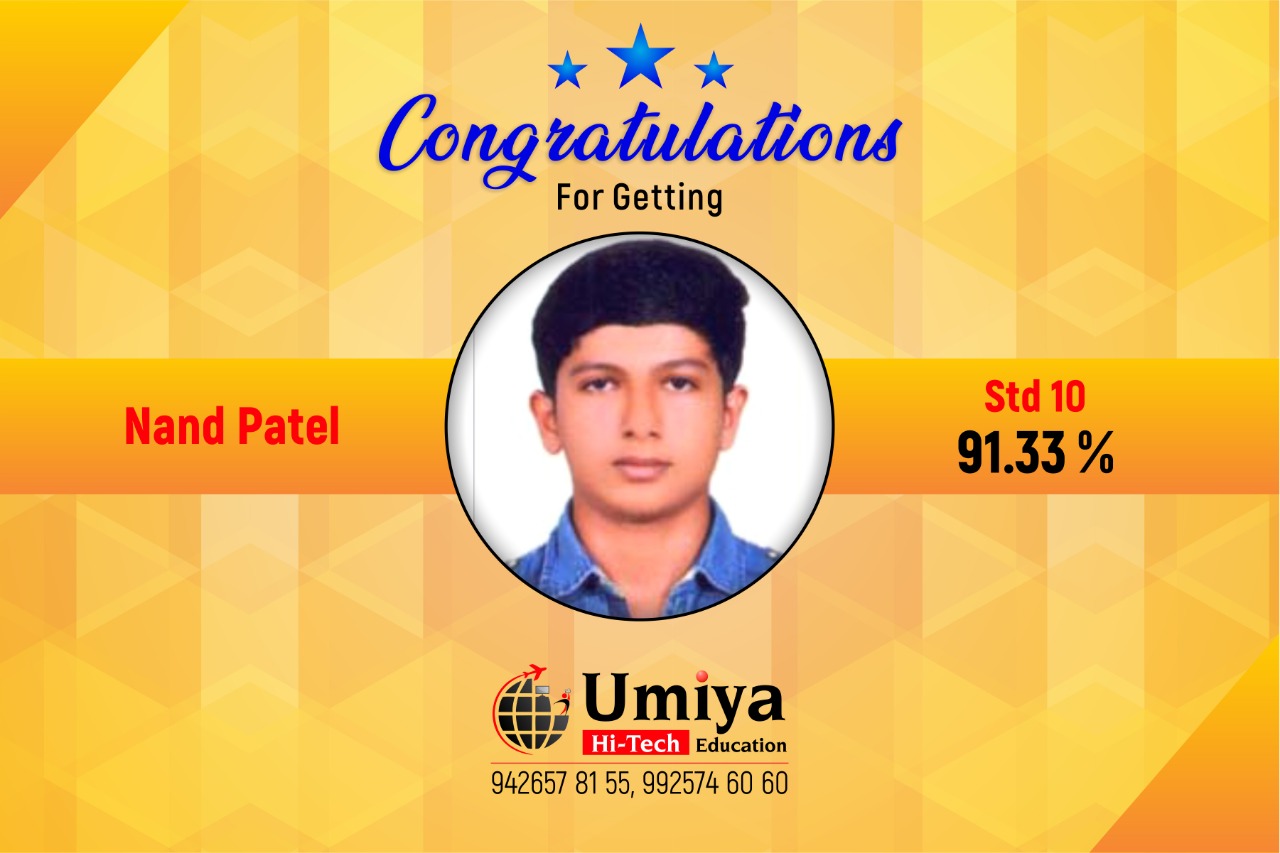 Congratulations
For Getting
Nand Patel
Std 10
91.33 %
Umiya
Hi-Tech Education
942657 81 55, 992574 60 60